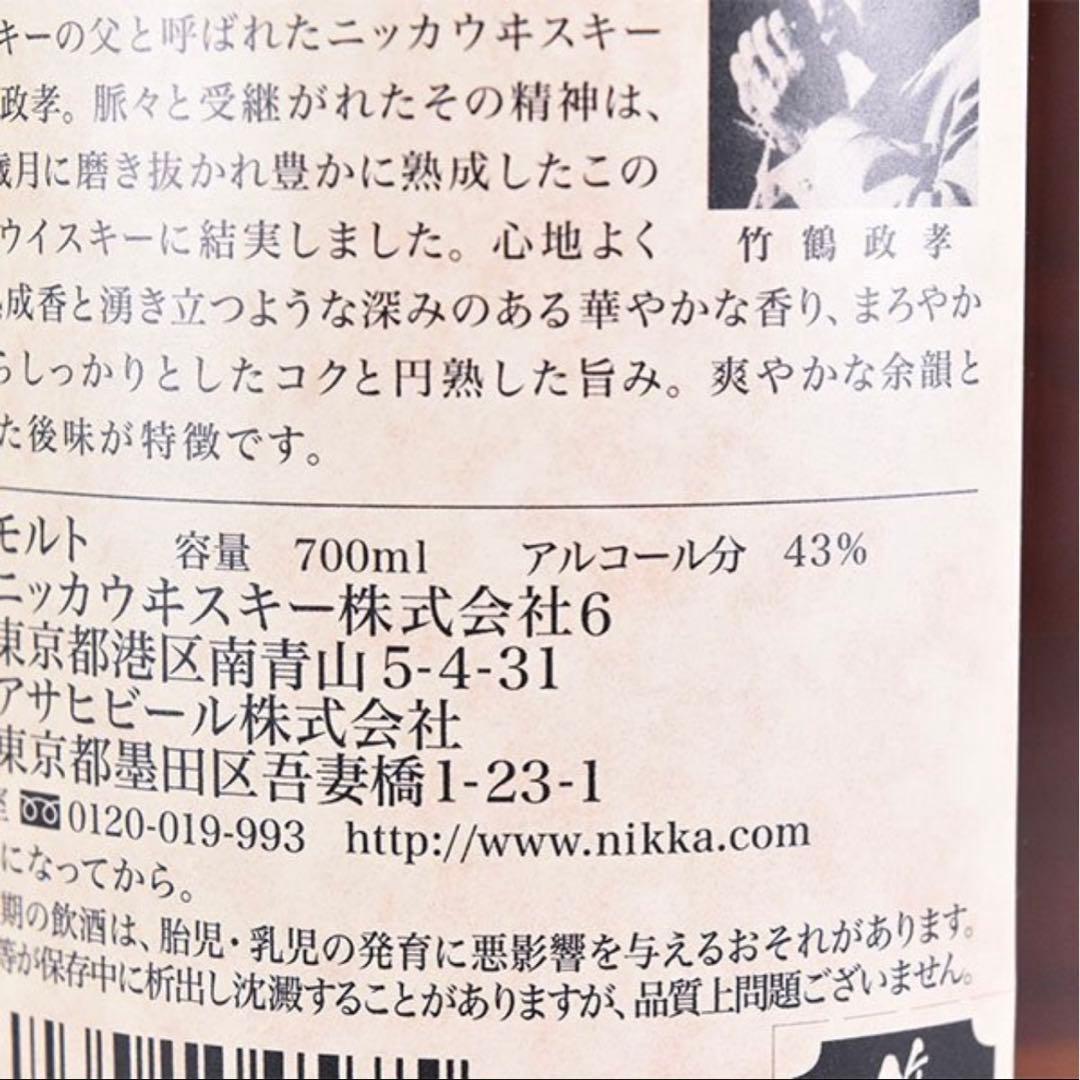 キーの父と呼ばれたニッカウヰスキー
政孝。脈々と受継がれたその精神は、
歳月に磨き抜かれ豊かに熟成したこの
ウイスキーに結実しました。心地よく
竹鶴政孝
成香と湧き立つような深みのある華やかな香り、まろやか
らしっかりとしたコクと円熟した旨み。爽やかな余韻と
た後味が特徴です。
モルト 容量 700ml アルコール分 43%
ニッカウヰスキー株式会社6
東京都港区南青山5-4-31
アサヒビール株式会社
東京都墨田区吾妻橋1-23-1
0120-019-993 http://www.nikka.com
になってから。
期の飲酒は、胎児・乳児の発育に悪影響を与えるおそれがあります。
等が保存中に析出し沈澱することがありますが、品質上問題ございません。